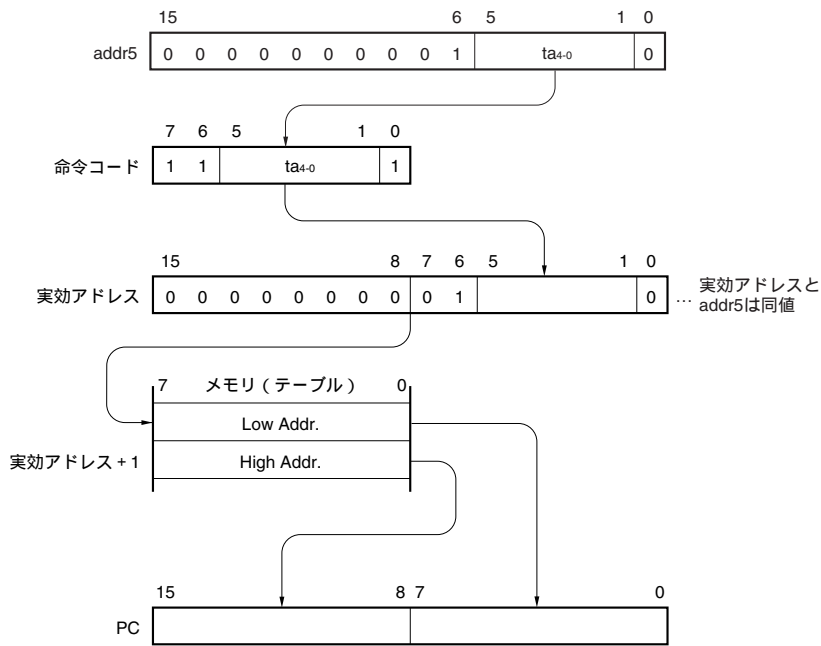 15 6 5 1 0
addr5 0 0 0 0 0 0 0 0 0 1 ta4-0 0
7 6 5 1 0
命令コード 1 1 ta4-0 1
15 8 7 6 5 1 0
実効アドレス 0 0 0 0 0 0 0 0 0 1 0 … 実効アドレスと
addr5は同値
7 メモリ（テーブル） 0
Low Addr.
実効アドレス+1 High Addr.
15 8 7 0
PC